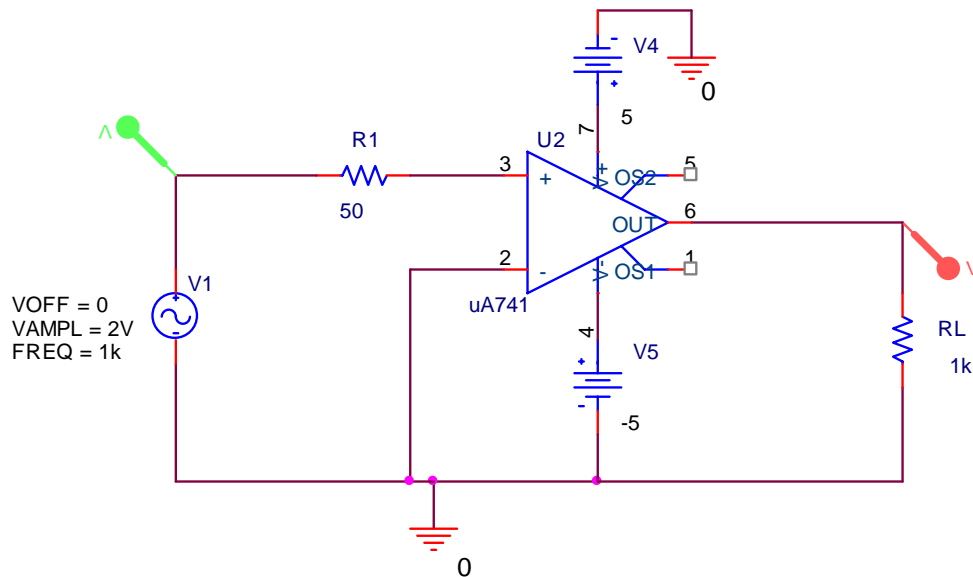 -
V4
+
0
7
5
V
R1
U2
3
+
V+
OS2
5
50
OUT
6
2
-
V-
OS1
1
V
V1
+
-
uA741
VOFF = 0
VAMPL = 2V
FREQ = 1k
4
+
V5
-
-5
RL
1k
0